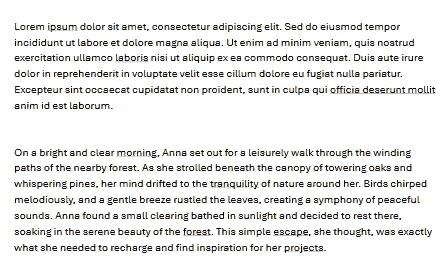 Lorem ipsum dolor sit amet, consectetur adipiscing elit. Sed do eiusmod tempor
incididunt ut labore et dolore magna aliqua. Ut enim ad minim veniam, quis nostrud
exercitation ullamco laboris nisi ut aliquip ex ea commodo consequat. Duis aute irure
dolor in reprehenderit in voluptate velit esse cillum dolore eu fugiat nulla pariatur.
Excepteur sint occaecat cupidatat non proident, sunt in culpa qui officia deserunt mollit
anim id est laborum.
On a bright and clear morning, Anna set out for a leisurely walk through the winding
paths of the nearby forest. As she strolled beneath the canopy of towering oaks and
whispering pines, her mind drifted to the tranquility of nature around her. Birds chirped
melodiously, and a gentle breeze rustled the leaves, creating a symphony of peaceful
sounds. Anna found a small clearing bathed in sunlight and decided to rest there,
soaking in the serene beauty of the forest. This simple escape, she thought, was exactly
what she needed to recharge and find inspiration for her projects.